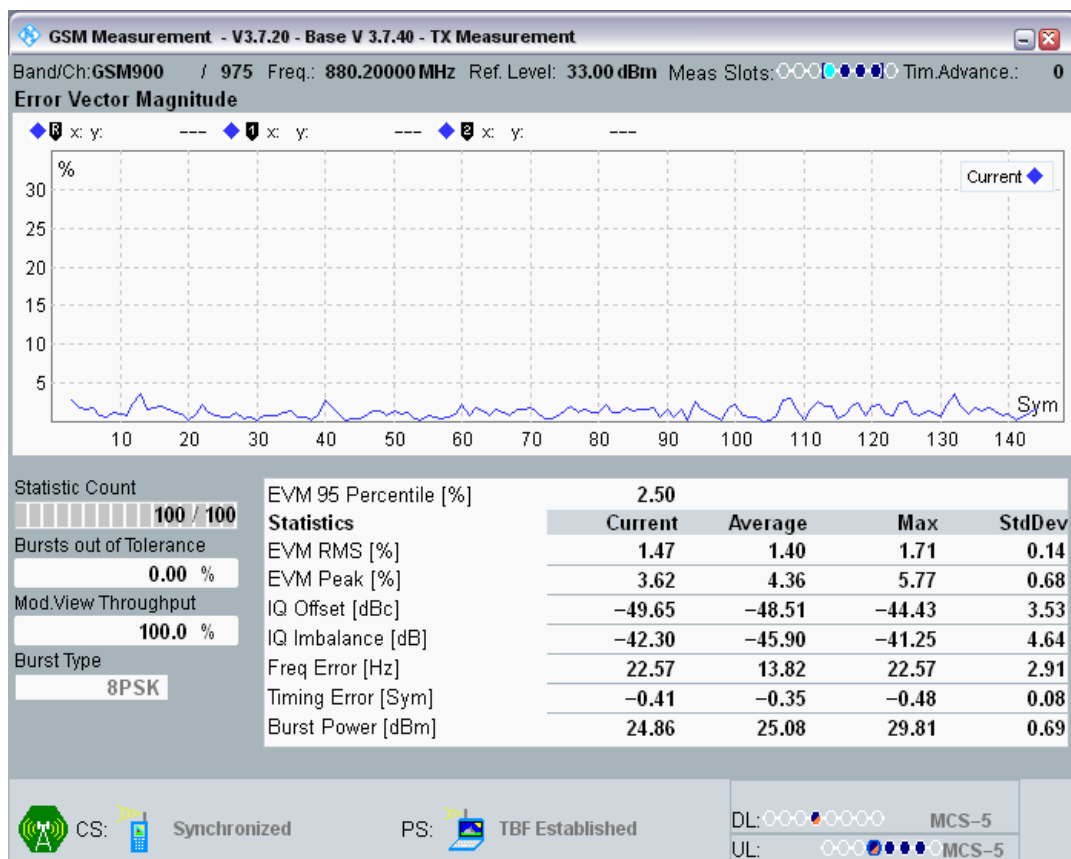 GSM Measurement - V3.7.20 - Base V 3.7.40 - TX Measurement
Band/Ch:GSM900 / 975 Freq.: 880.20000 MHz Ref. Level: 33.00 dBm Meas Slots: Tim.Advance.: 0
Error Vector Magnitude
R x: y: --- 1 x: y: --- 2 x: y: ---
%
Current
30
25
20
15
10
5
Sym
10 20 30 40 50 60 70 80 90 100 110 120 130 140
Statistic Count
100 / 100
Bursts out of Tolerance
0.00 %
Mod.View Throughput
100.0 %
Burst Type
8PSK
EVM 95 Percentile [%] 2.50
Statistics Current Average Max StdDev
EVM RMS [%] 1.47 1.40 1.71 0.14
EVM Peak [%] 3.62 4.36 5.77 0.68
IQ Offset [dBc] −49.65 −48.51 −44.43 3.53
IQ Imbalance [dB] −42.30 −45.90 −41.25 4.64
Freq Error [Hz] 22.57 13.82 22.57 2.91
Timing Error [Sym] −0.41 −0.35 −0.48 0.08
Burst Power [dBm] 24.86 25.08 29.81 0.69
CS: Synchronized PS: TBF Established
DL: MCS−5
UL: MCS−5